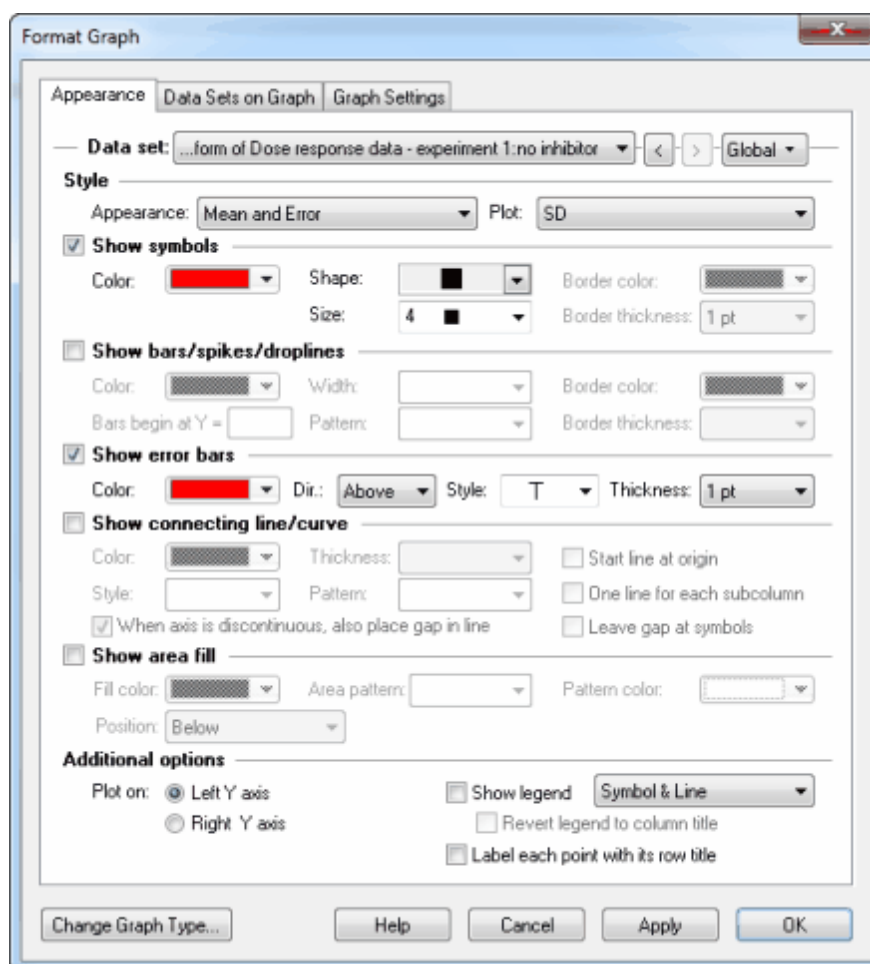 Format Graph
Appearance Data Sets on Graph Graph Settings
Data set: ...form of Dose response data - experiment 1:no inhibitor < > Global
Style
Appearance: Mean and Error Plot: SD
Show symbols
Color: Shape: Border color:
Size: 4 Border thickness: 1 pt
Show bars/spikes/droplines
Color: Width: Border color:
Bars begin at Y = Pattern: Border thickness:
Show error bars
Color: Dir.: Above Style: Thickness: 1 pt
Show connecting line/curve
Color: Thickness: Start line at origin
Style: Pattern: One line for each subcolumn
When axis is discontinuous, also place gap in line Leave gap at symbols
Show area fill
Fill color: Area pattern: Pattern color:
Position: Below
Additional options
Plot on: Left Y axis Show legend Symbol & Line
Right Y axis Revert legend to column title
Label each point with its row title
Change Graph Type... Help Cancel Apply OK